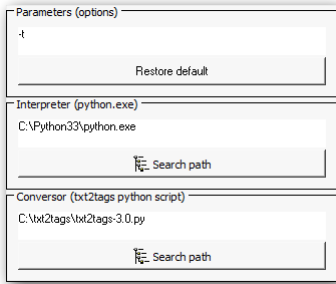 Parameters (options)
-t
Restore default
Interpreter (python.exe)
C:\Python33\python.exe
Search path
Conversor (txt2tags python script)
C:\txt2tags\txt2tags-3.0.py
Search path